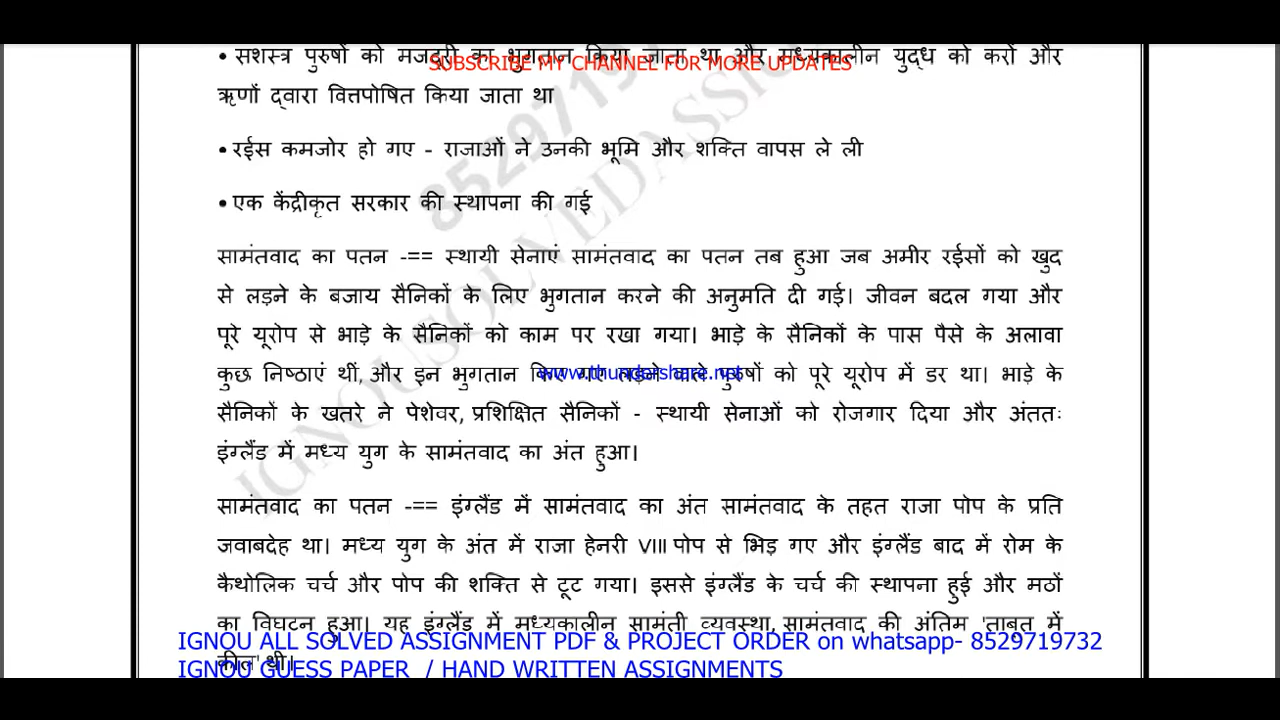 • सशस्त्र पुरुषों को मजदूरी का भुगतान किया जाता था और मध्यकालीन युद्ध को करों और
SUBSCRIBE MY CHANNEL FOR MORE UPDATES
ऋणों द्वारा वित्तपोषित किया जाता था
• रईस कमजोर हो गए - राजाओं ने उनकी भूमि और शक्ति वापस ले ली
• एक केंद्रीकृत सरकार की स्थापना की गई
सामंतवाद का पतन -== स्थायी सेनाएं सामंतवाद का पतन तब हुआ जब अमीर रईसों को खुद
से लड़ने के बजाय सैनिकों के लिए भुगतान करने की अनुमति दी गई। जीवन बदल गया और
पूरे यूरोप से भाड़े के सैनिकों को काम पर रखा गया। भाड़े के सैनिकों के पास पैसे के अलावा
कुछ निष्ठाएं थीं, और इन भुगतान किए गए लड़ने वाले पुरुषों को पूरे यूरोप में डर था। भाड़े के
www.thundershare.net
सैनिकों के खतरे ने पेशेवर, प्रशिक्षित सैनिकों - स्थायी सेनाओं को रोजगार दिया और अंततः
इंग्लैंड में मध्य युग के सामंतवाद का अंत हुआ।
सामंतवाद का पतन -== इंग्लैंड में सामंतवाद का अंत सामंतवाद के तहत राजा पोप के प्रति
जवाबदेह था। मध्य युग के अंत में राजा हेनरी VIII पोप से भिड़ गए और इंग्लैंड बाद में रोम के
कैथोलिक चर्च और पोप की शक्ति से टूट गया। इससे इंग्लैंड के चर्च की स्थापना हुई और मठों
का विघटन हुआ। यह इंग्लैंड में मध्यकालीन सामंती व्यवस्था, सामंतवाद की अंतिम 'ताबूत में
IGNOU ALL SOLVED ASSIGNMENT PDF & PROJECT ORDER on whatsapp- 8529719732
कील' थी।
IGNOU GUESS PAPER / HAND WRITTEN ASSIGNMENTS